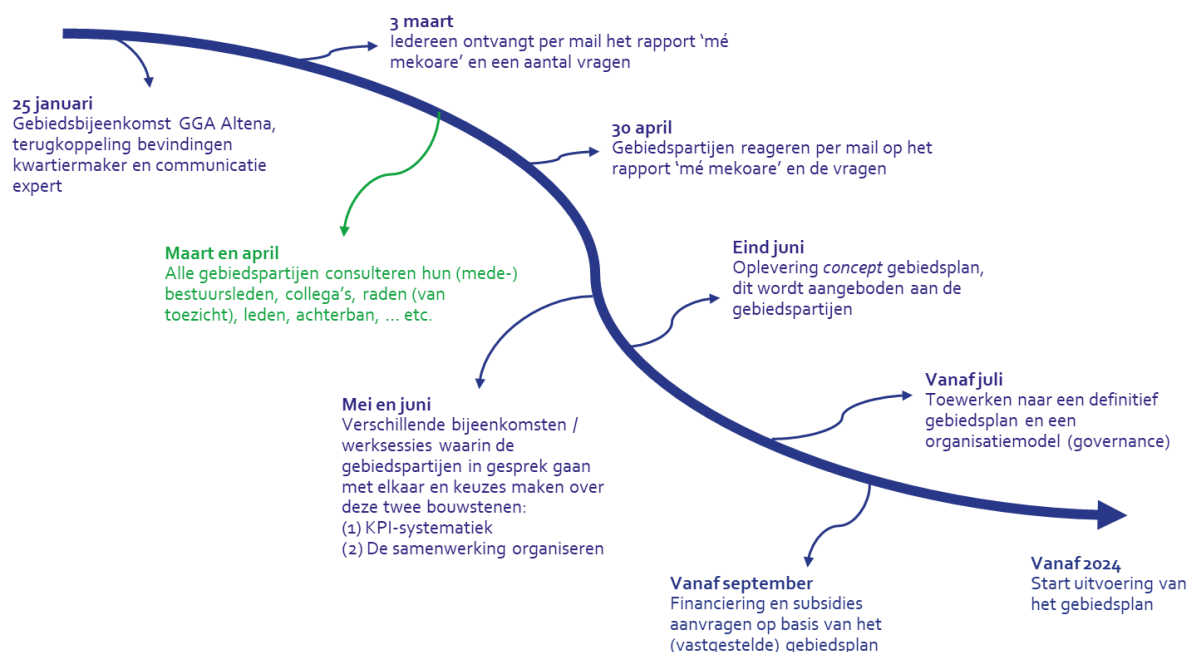 3 maart
Iedereen ontvangt per mail het rapport ‘mé
mekoare’ en een aantal vragen
25 januari
Gebiedsbijeenkomst GGA Altena,
terugkoppeling bevindingen
kwartiermaker en communicatie
expert
30 april
Gebiedspartijen reageren per mail op het
rapport ‘mé mekoare’ en de vragen
Maart en april
Alle gebiedspartijen consulteren hun (mede-)
bestuursleden, collega’s, raden (van
toezicht), leden, achterban, ... etc.
Eind juni
Oplevering concept gebiedsplan,
dit wordt aangeboden aan de
gebiedspartijen
Mei en juni
Verschillende bijeenkomsten /
werksessies waarin de
gebiedspartijen in gesprek gaan
met elkaar en keuzes maken over
deze twee bouwstenen:
(1) KPI-systematiek
(2) De samenwerking organiseren
Vanaf juli
Toewerken naar een definitief
gebiedsplan en een
organisatiemodel (governance)
Vanaf september
Financiering en subsidies
aanvragen op basis van het
(vastgestelde) gebiedsplan
Vanaf 2024
Start uitvoering van
het gebiedsplan